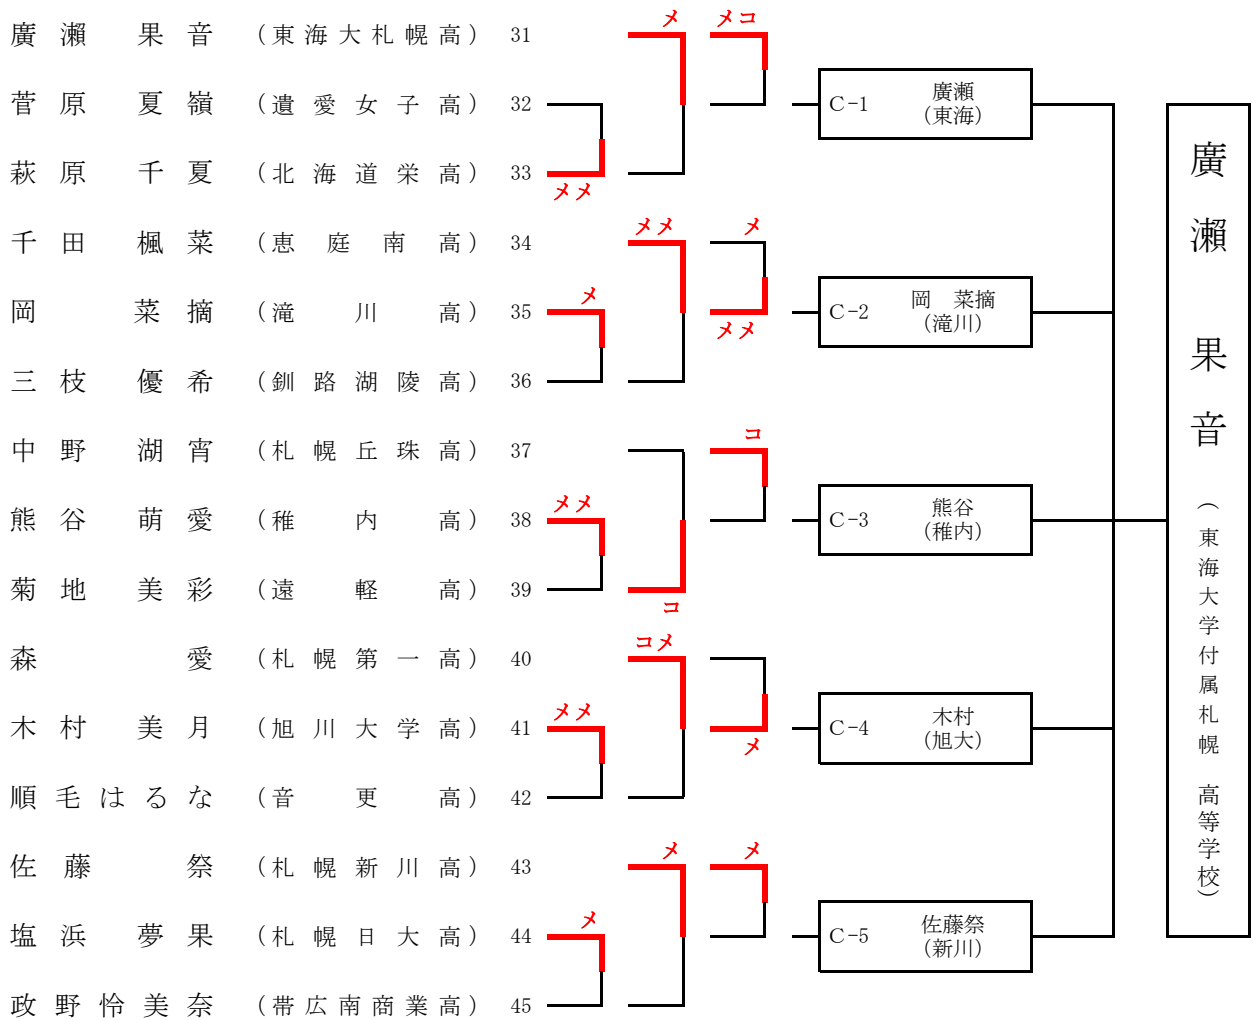 廣瀬 果音 (東海大札幌高) 31
菅原 夏嶺 (遺愛女子高) 32
萩原 千夏 (北海道栄高) 33
千田 楓菜 (恵庭南高) 34
岡 菜摘 (滝川高) 35
三枝 優希 (釧路湖陵高) 36
中野 湖宵 (札幌丘珠高) 37
熊谷 萌愛 (稚内高) 38
菊地 美彩 (遠軽高) 39
森 愛 (札幌第一高) 40
木村 美月 (旭川大学高) 41
順毛はるな (音更高) 42
佐藤 祭 (札幌新川高) 43
塩浜 夢果 (札幌日大高) 44
政野怜美奈 (帯広南商業高) 45
メメ
メ
メメ
メメ
メ
メ
メメ
コ
コメ
メ
メコ
メ
メメ
コ
メ
メ
C-1 廣瀬
(東海)
C-2 岡 菜摘
(滝川)
C-3 熊谷
(稚内)
C-4 木村
(旭大)
C-5 佐藤祭
(新川)
廣瀬 果音 (東海大学付属札幌 高等学校)